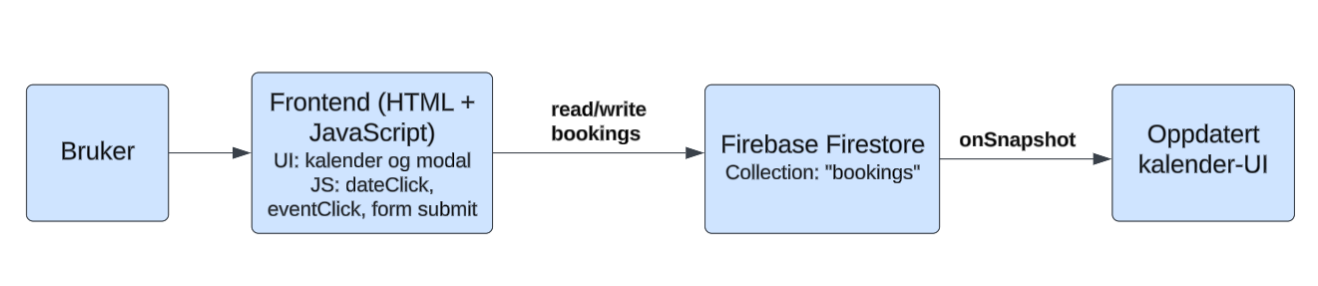 Bruker
Frontend (HTML +
JavaScript)
UI: kalender og modal
JS: dateClick,
eventClick, form submit
read/write
bookings
Firebase Firestore
Collection: "bookings"
onSnapshot
Oppdatert
kalender-UI